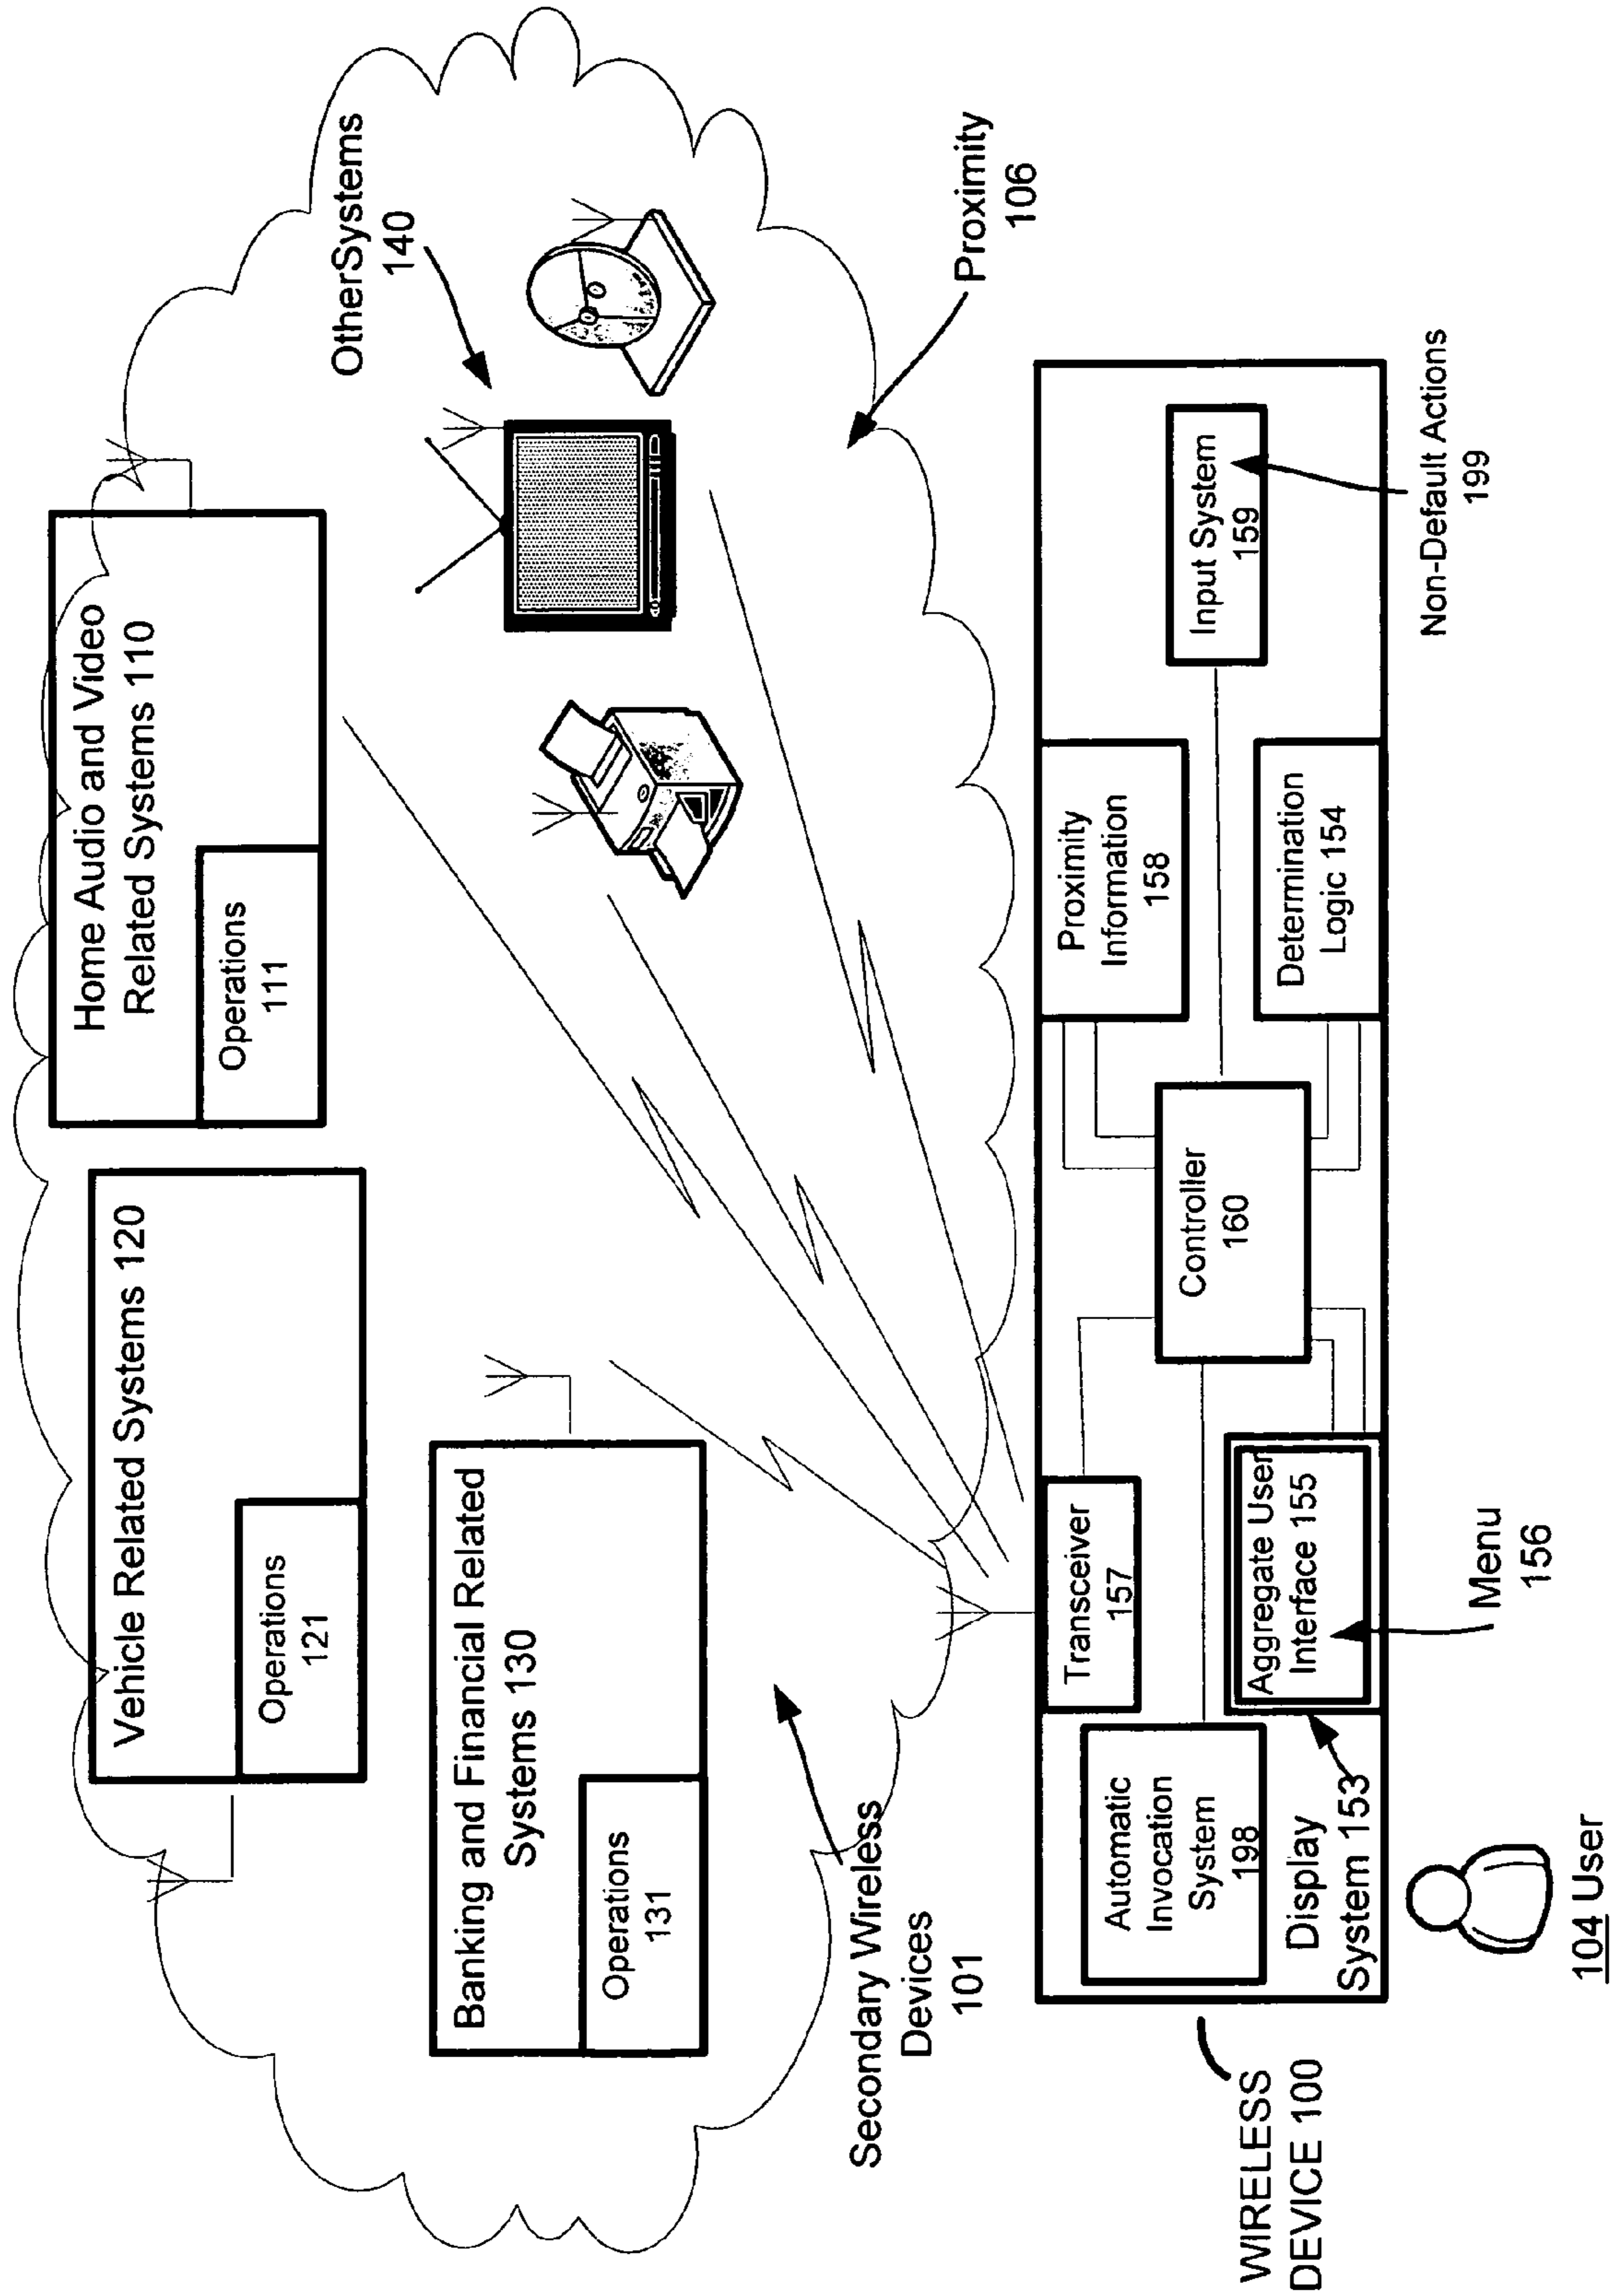 Vehicle Related Systems 120
Operations
121
Home Audio and Video
Related Systems 110
Operations
111
OtherSystems
140
Banking and Financial Related
Systems 130
Operations
131
Secondary Wireless
Devices
101
Proximity
106
WIRELESS
DEVICE 100
Automatic
Invocation
System
198
Display
System 153
Transceiver
157
Aggregate User
Interface 155
Controller
160
Proximity
Information
158
Determination
Logic 154
Input System
159
104 User
Menu
156
Non-Default Actions
199